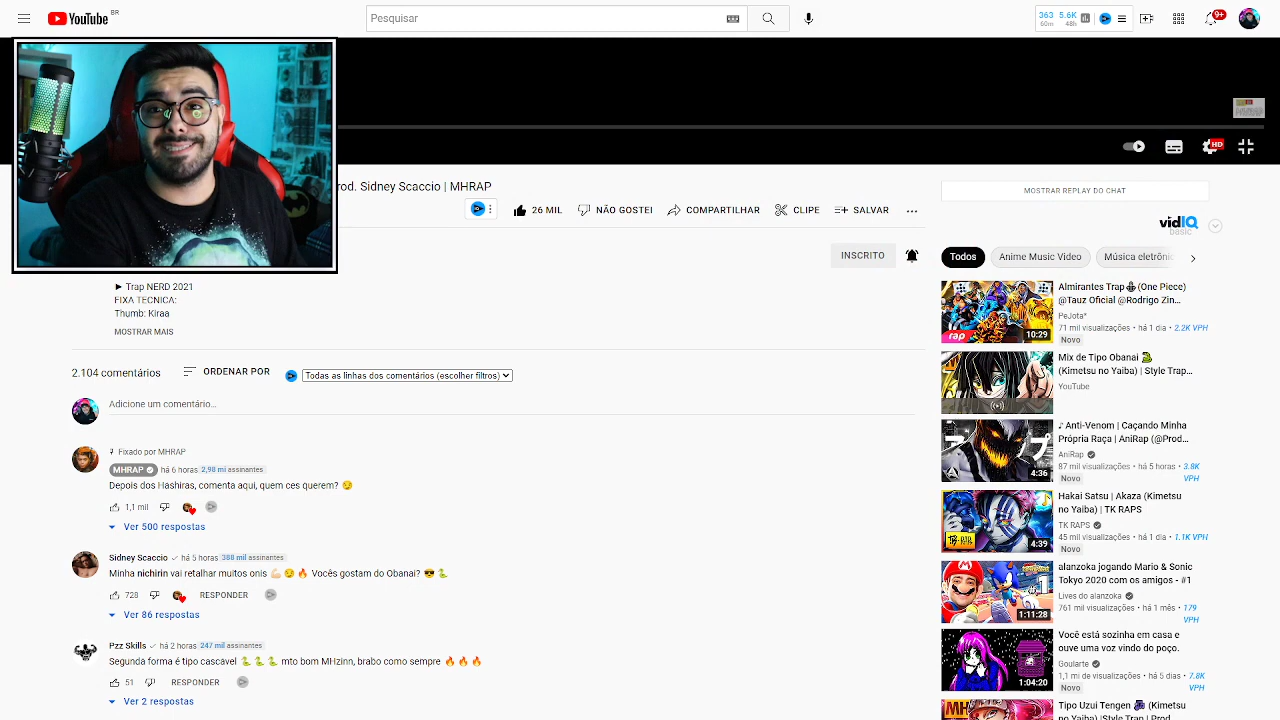 YouTube BR
Pesquisar
363 5.6K
60m 48h
9+
HD
rod. Sidney Scaccio | MHRAP
26 MIL
NÃO GOSTEI
COMPARTILHAR
CLIPE
SALVAR
INSCRITO
► Trap NERD 2021
FIXA TECNICA:
Thumb: Kiraa
MOSTRAR MAIS
2.104 comentários
ORDENAR POR
Todas as linhas dos comentários (escolher filtros)
Adicione um comentário...
Fixado por MHRAP
MHRAP há 6 horas 2,98 mi assinantes
Depois dos Hashiras, comenta aqui, quem ces querem? 😏
1,1 mil
Ver 500 respostas
Sidney Scaccio há 5 horas 388 mil assinantes
Minha nichirin vai retalhar muitos onis 💪🏻😏🔥 Vocês gostam do Obanai? 😎🐍
728 RESPONDER
Ver 86 respostas
Pzz Skills há 2 horas 247 mil assinantes
Segunda forma é tipo cascavel 🐍🐍🐍 mto bom MHzinn, brabo como sempre 🔥🔥🔥
51 RESPONDER
Ver 2 respostas
MOSTRAR REPLAY DO CHAT
vidIQ
basic
Todos
Anime Music Video
Música eletrônic
Almirantes Trap⚓(One Piece)
@Tauz Oficial @Rodrigo Zin...
PeJota*
71 mil visualizações • há 1 dia • 2.2K VPH
Novo
rap
10:29
Mix de Tipo Obanai 🐍
(Kimetsu no Yaiba) | Style Trap...
YouTube
♪ Anti-Venom | Caçando Minha
Própria Raça | AniRap (@Prod...
AniRap
87 mil visualizações • há 5 horas • 3.8K
VPH
Novo
4:36
Hakai Satsu | Akaza (Kimetsu
no Yaiba) | TK RAPS
TK RAPS
45 mil visualizações • há 1 dia • 1.1K VPH
Novo
4:39
alanzoka jogando Mario & Sonic
Tokyo 2020 com os amigos - #1
Lives do alanzoka
761 mil visualizações • há 1 mês • 179
VPH
1:11:28
Você está sozinha em casa e
ouve uma voz vindo do poço.
Goularte
1,1 mi de visualizações • há 5 dias • 7.8K
VPH
Novo
1:04:20
Tipo Uzui Tengen 🎆 (Kimetsu
no Yaiba) |Style Trap | Prod.
MH